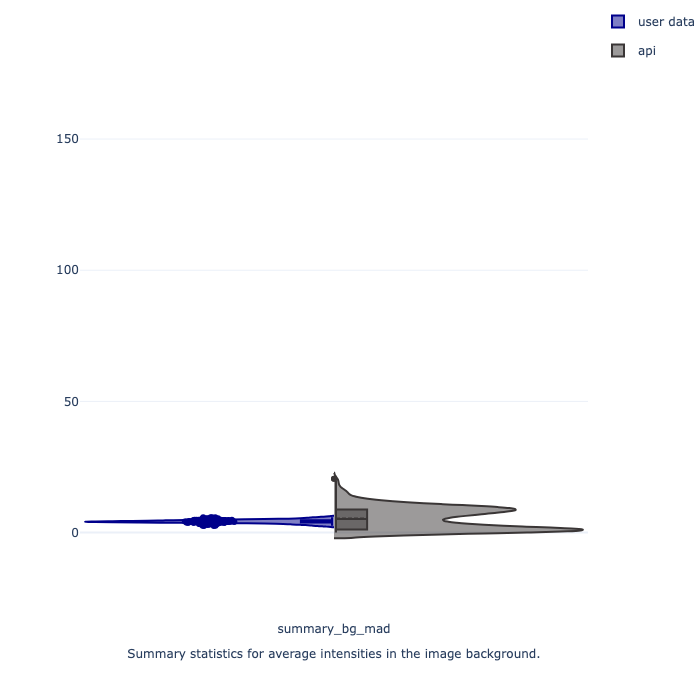 user data
api
150
100
50
0
summary_bg_mad
Summary statistics for average intensities in the image background.